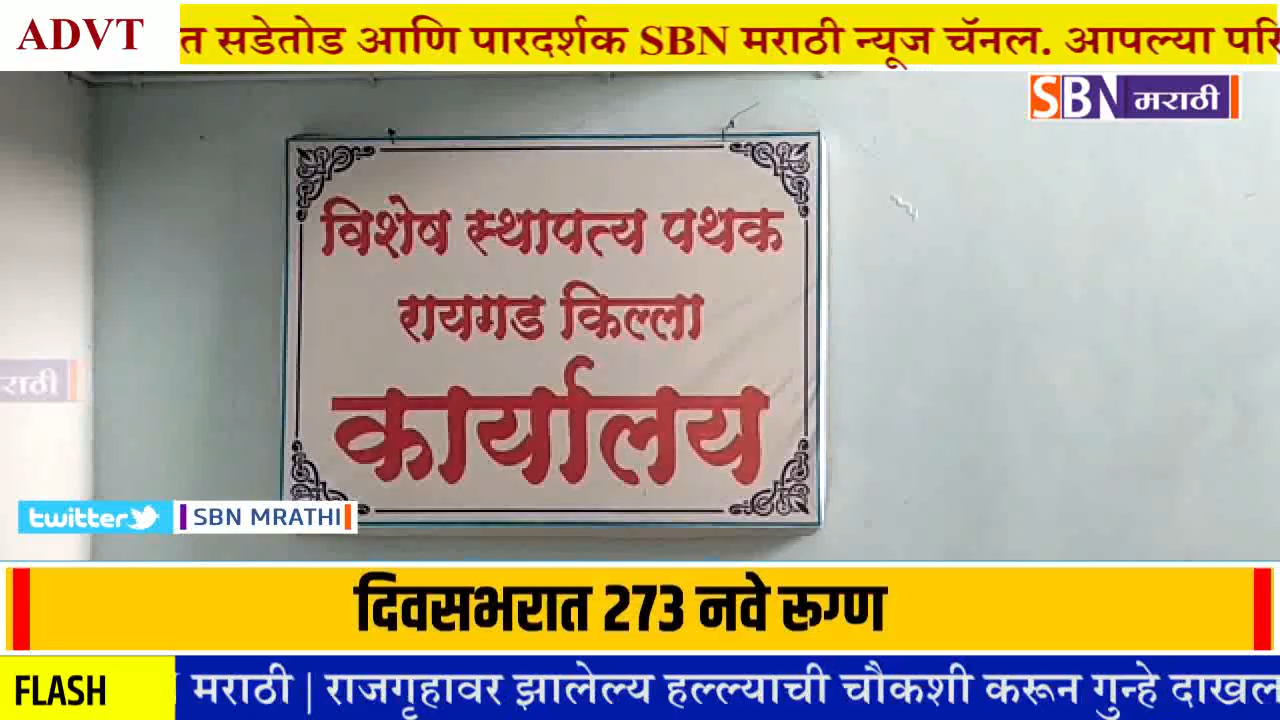 ADVT
त सडेतोड आणि पारदर्शक SBN मराठी न्यूज चॅनल. आपल्या परि
SBN मराठी
विशेष स्थापत्य पथक
रायगड किल्ला
कार्यालय
राठी
twitter SBN MRATHI
दिवसभरात 273 नवे रुग्ण
FLASH
मराठी | राजगृहावर झालेल्य हल्ल्याची चौकशी करून गुन्हे दाखल